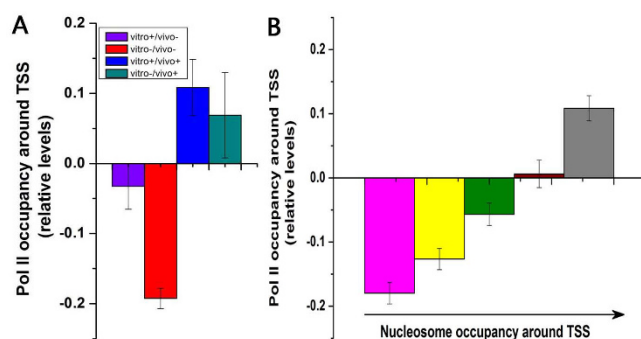 A
Pol II occupancy around TSS
(relative levels)
0.2
0.1
0.0
-0.1
-0.2
vitro+/vivo-
vitro-/vivo-
vitro+/vivo+
vitro-/vivo+
B
Pol II occupancy around TSS
(relative levels)
0.2
0.1
0.0
-0.1
-0.2
Nucleosome occupancy around TSS